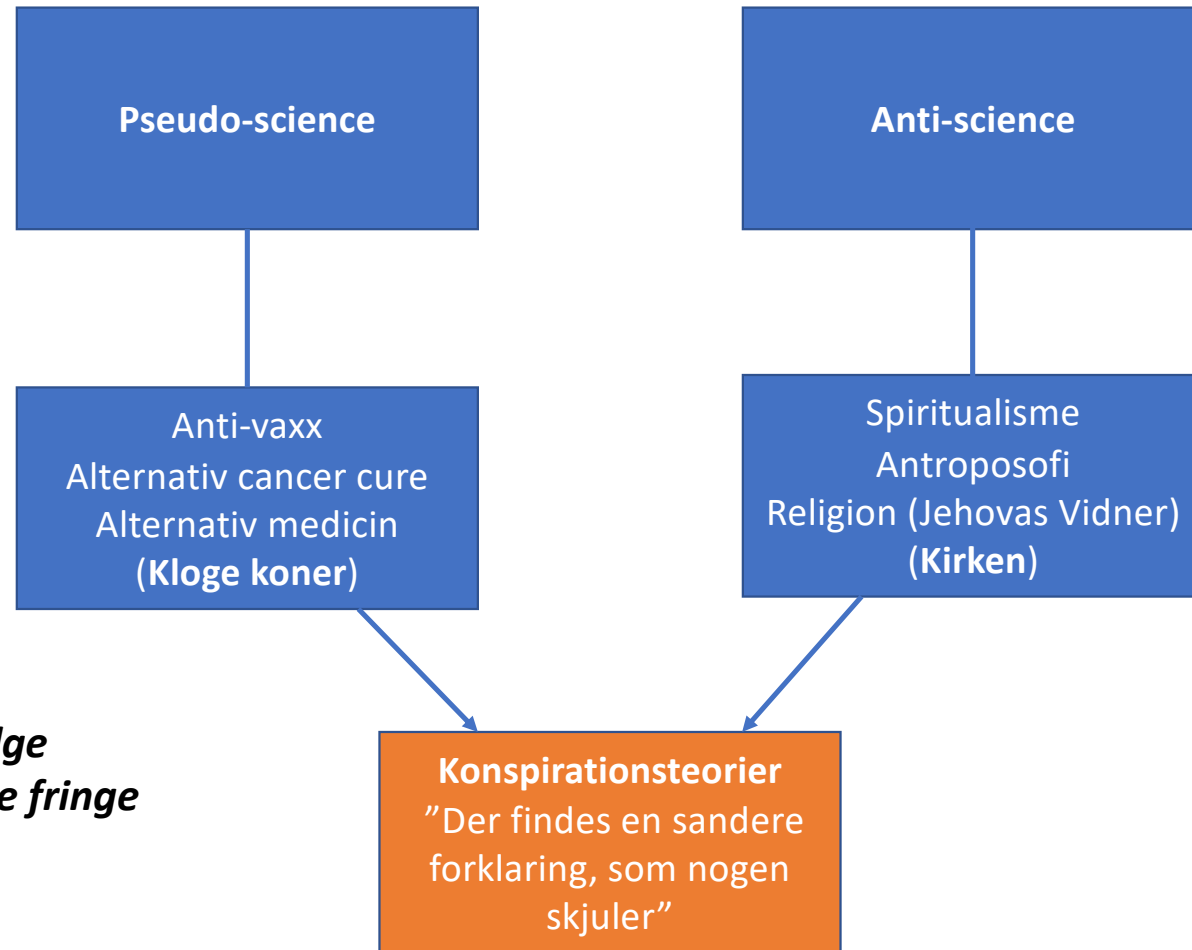 Pseudo-science
Anti-science
Anti-vaxx
Alternativ cancer cure
Alternativ medicin
(Kloge koner)
Spiritualisme
Antroposofi
Religion (Jehovas Vidner)
(Kirken)
fringe
Konspirationsteorier
”Der findes en sandere
forklaring, som nogen
skjuler”